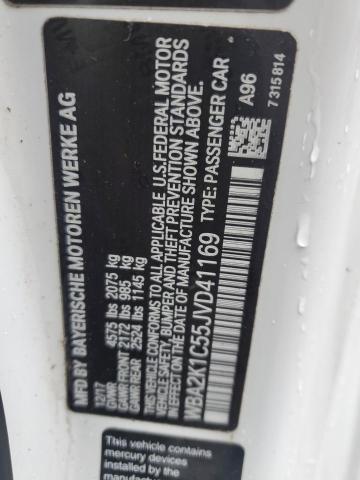 MFD BY BAYERISCHE MOTOREN WERKE AG
12/17
GVWR 4575 lbs 2075 kg
GAWR FRONT 2172 lbs 985 kg
GAWR REAR 2524 lbs 1145 kg
THIS VEHICLE CONFORMS TO ALL APPLICABLE U.S. FEDERAL MOTOR
VEHICLE SAFETY, BUMPER AND THEFT PREVENTION STANDARDS
IN EFFECT ON THE DATE OF MANUFACTURE SHOWN ABOVE.
WBA2K1C55JVD41169 TYPE: PASSENGER CAR
A96
7 315 814
This vehicle contains
mercury devices
installed by the
manufacturer: